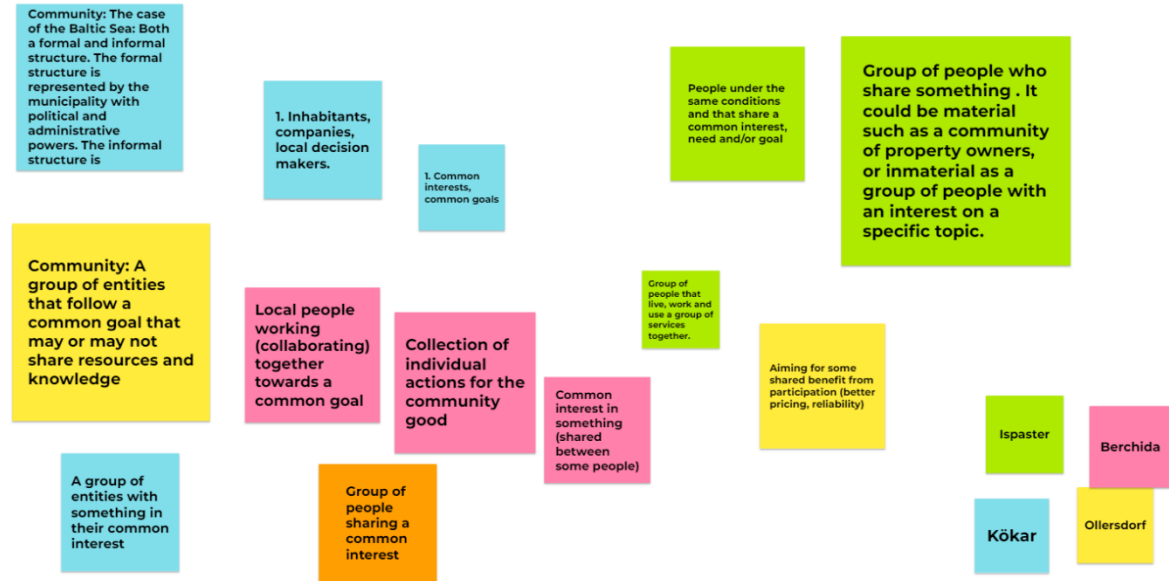 Community: The case
of the Baltic Sea: Both
a formal and informal
structure. The formal
structure is
represented by the
municipality with
political and
administrative
powers. The informal
structure is
1. Inhabitants,
companies,
local decision
makers.
1. Common
interests,
common goals
People under the
same conditions
and that share a
common interest,
need and/or goal
Group of people who
share something . It
could be material
such as a community
of property owners,
or inmaterial as a
group of people with
an interest on a
specific topic.
Community: A
group of entities
that follow a
common goal that
may or may not
share resources and
knowledge
Local people
working
(collaborating)
together
towards a
common goal
Collection of
individual
actions for the
community
good
Common
interest in
something
(shared
between
some people)
Group of
people that
live, work and
use a group of
services
together.
Aiming for some
shared benefit from
participation (better
pricing, reliability)
A group of
entities with
something in
their common
interest
Group of
people
sharing a
common
interest
Ispaster
Berchida
Kökar
Ollersdorf